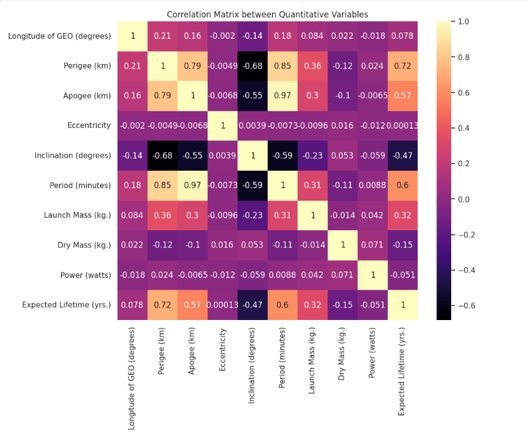 Correlation Matrix between Quantitative Variables
Longitude of GEO (degrees) 1 0.21 0.16 -0.002 -0.14 0.18 0.084 0.022 -0.018 0.078
Perigee (km) 0.21 1 0.79 -0.0049 -0.68 0.85 0.36 -0.12 0.024 0.72
Apogee (km) 0.16 0.79 1 -0.0068 -0.55 0.97 0.3 -0.1 -0.0065 0.57
Eccentricity -0.002 -0.0049 -0.0068 1 0.0039 -0.0073 -0.0096 0.016 -0.012 0.00013
Inclination (degrees) -0.14 -0.68 -0.55 0.0039 1 -0.59 -0.23 0.053 -0.059 -0.47
Period (minutes) 0.18 0.85 0.97 -0.0073 -0.59 1 0.31 -0.11 0.0088 0.6
Launch Mass (kg.) 0.084 0.36 0.3 -0.0096 -0.23 0.31 1 -0.014 0.042 0.32
Dry Mass (kg.) 0.022 -0.12 -0.1 0.016 0.053 -0.11 -0.014 1 0.071 -0.15
Power (watts) -0.018 0.024 -0.0065 -0.012 -0.059 0.0088 0.042 0.071 1 -0.051
Expected Lifetime (yrs.) 0.078 0.72 0.57 0.00013 -0.47 0.6 0.32 -0.15 -0.051 1
Longitude of GEO (degrees)
Perigee (km)
Apogee (km)
Eccentricity
Inclination (degrees)
Period (minutes)
Launch Mass (kg.)
Dry Mass (kg.)
Power (watts)
Expected Lifetime (yrs.)
1.0
0.8
0.6
0.4
0.2
0.0
−0.2
−0.4
−0.6